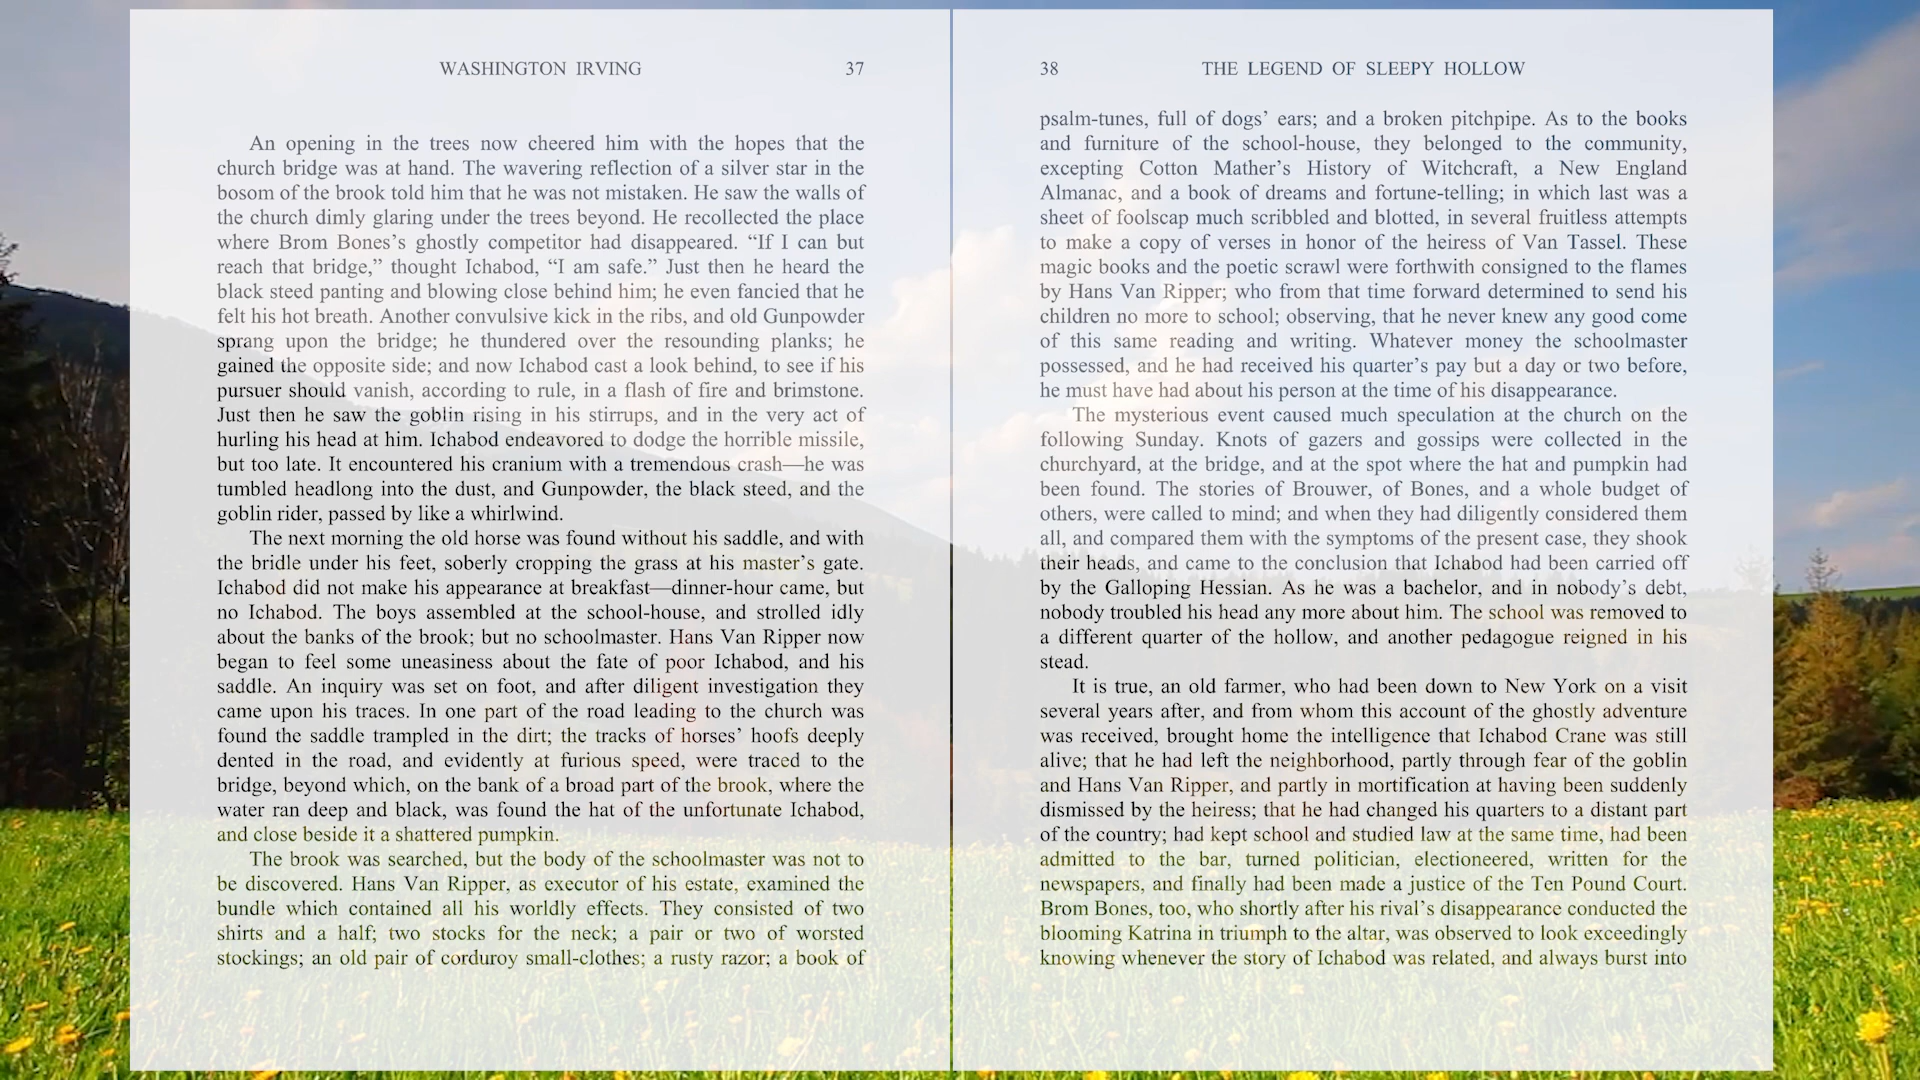 WASHINGTON IRVING 37
An opening in the trees now cheered him with the hopes that the
church bridge was at hand. The wavering reflection of a silver star in the
bosom of the brook told him that he was not mistaken. He saw the walls of
the church dimly glaring under the trees beyond. He recollected the place
where Brom Bones’s ghostly competitor had disappeared. “If I can but
reach that bridge,” thought Ichabod, “I am safe.” Just then he heard the
black steed panting and blowing close behind him; he even fancied that he
felt his hot breath. Another convulsive kick in the ribs, and old Gunpowder
sprang upon the bridge; he thundered over the resounding planks; he
gained the opposite side; and now Ichabod cast a look behind, to see if his
pursuer should vanish, according to rule, in a flash of fire and brimstone.
Just then he saw the goblin rising in his stirrups, and in the very act of
hurling his head at him. Ichabod endeavored to dodge the horrible missile,
but too late. It encountered his cranium with a tremendous crash—he was
tumbled headlong into the dust, and Gunpowder, the black steed, and the
goblin rider, passed by like a whirlwind.
The next morning the old horse was found without his saddle, and with
the bridle under his feet, soberly cropping the grass at his master’s gate.
Ichabod did not make his appearance at breakfast—dinner-hour came, but
no Ichabod. The boys assembled at the school-house, and strolled idly
about the banks of the brook; but no schoolmaster. Hans Van Ripper now
began to feel some uneasiness about the fate of poor Ichabod, and his
saddle. An inquiry was set on foot, and after diligent investigation they
came upon his traces. In one part of the road leading to the church was
found the saddle trampled in the dirt; the tracks of horses’ hoofs deeply
dented in the road, and evidently at furious speed, were traced to the
bridge, beyond which, on the bank of a broad part of the brook, where the
water ran deep and black, was found the hat of the unfortunate Ichabod,
and close beside it a shattered pumpkin.
The brook was searched, but the body of the schoolmaster was not to
be discovered. Hans Van Ripper, as executor of his estate, examined the
bundle which contained all his worldly effects. They consisted of two
shirts and a half; two stocks for the neck; a pair or two of worsted
stockings; an old pair of corduroy small-clothes; a rusty razor; a book of
38 THE LEGEND OF SLEEPY HOLLOW
psalm-tunes, full of dogs’ ears; and a broken pitchpipe. As to the books
and furniture of the school-house, they belonged to the community,
excepting Cotton Mather’s History of Witchcraft, a New England
Almanac, and a book of dreams and fortune-telling; in which last was a
sheet of foolscap much scribbled and blotted, in several fruitless attempts
to make a copy of verses in honor of the heiress of Van Tassel. These
magic books and the poetic scrawl were forthwith consigned to the flames
by Hans Van Ripper; who from that time forward determined to send his
children no more to school; observing, that he never knew any good come
of this same reading and writing. Whatever money the schoolmaster
possessed, and he had received his quarter’s pay but a day or two before,
he must have had about his person at the time of his disappearance.
The mysterious event caused much speculation at the church on the
following Sunday. Knots of gazers and gossips were collected in the
churchyard, at the bridge, and at the spot where the hat and pumpkin had
been found. The stories of Brouwer, of Bones, and a whole budget of
others, were called to mind; and when they had diligently considered them
all, and compared them with the symptoms of the present case, they shook
their heads, and came to the conclusion that Ichabod had been carried off
by the Galloping Hessian. As he was a bachelor, and in nobody’s debt,
nobody troubled his head any more about him. The school was removed to
a different quarter of the hollow, and another pedagogue reigned in his
stead.
It is true, an old farmer, who had been down to New York on a visit
several years after, and from whom this account of the ghostly adventure
was received, brought home the intelligence that Ichabod Crane was still
alive; that he had left the neighborhood, partly through fear of the goblin
and Hans Van Ripper, and partly in mortification at having been suddenly
dismissed by the heiress; that he had changed his quarters to a distant part
of the country; had kept school and studied law at the same time, had been
admitted to the bar, turned politician, electioneered, written for the
newspapers, and finally had been made a justice of the Ten Pound Court.
Brom Bones, too, who shortly after his rival’s disappearance conducted the
blooming Katrina in triumph to the altar, was observed to look exceedingly
knowing whenever the story of Ichabod was related, and always burst into